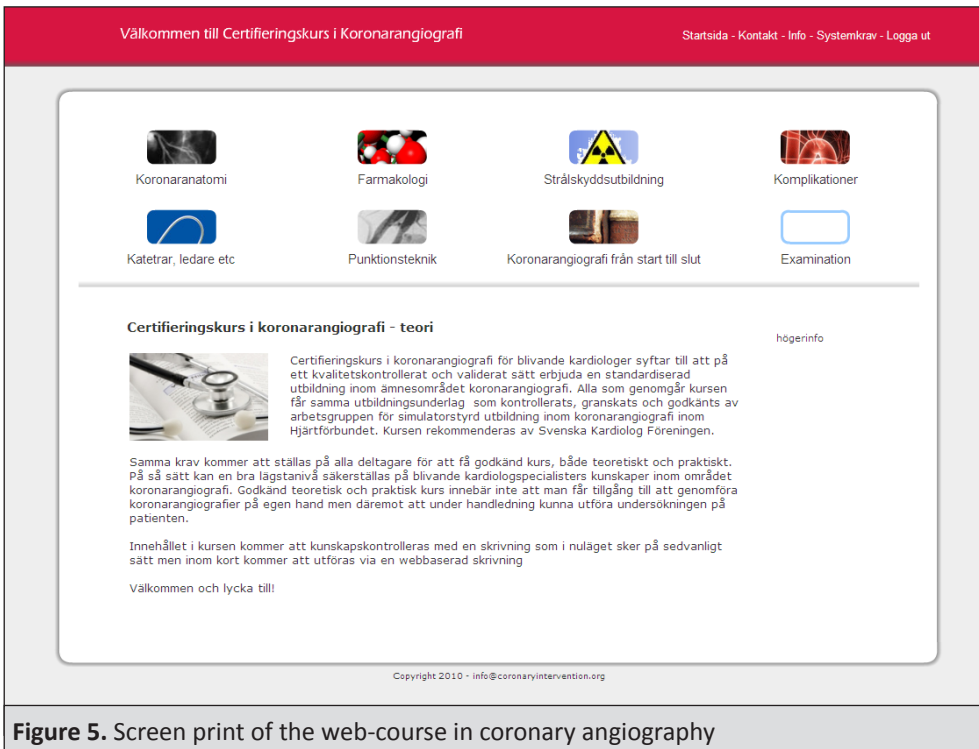 Välkommen till Certifieringskurs i Koronarangiografi
Startsida - Kontakt - Info - Systemkrav - Logga ut
Koronaranatomi
Farmakologi
Strålskyddsutbildning
Komplikationer
Katetrar, ledare etc
Punktionsteknik
Koronarangiografi från start till slut
Examination
Certifieringskurs i koronarangiografi - teori
högerinfo
Certifieringskurs i koronarangiografi för blivande kardiologer syftar till att på
ett kvalitetskontrollerat och validerat sätt erbjuda en standardiserad
utbildning inom ämnesområdet koronarangiografi. Alla som genomgår kursen
får samma utbildningsunderlag som kontrollerats, granskats och godkänts av
arbetsgruppen för simulatorstyrd utbildning inom koronarangiografi inom
Hjärtförbundet. Kursen rekommenderas av Svenska Kardiolog Föreningen.
Samma krav kommer att ställas på alla deltagare för att få godkänd kurs, både teoretiskt och praktiskt.
På så sätt kan en bra lägstanivå säkerställas på blivande kardiologspecialisters kunskaper inom området
koronarangiografi. Godkänd teoretisk och praktisk kurs innebär inte att man får tillgång till att genomföra
koronarangiografier på egen hand men däremot att under handledning kunna utföra undersökningen på
patienten.
Innehållet i kursen kommer att kunskapskontrolleras med en skrivning som i nuläget sker på sedvanligt
sätt men inom kort kommer att utföras via en webbaserad skrivning
Välkommen och lycka till!
Copyright 2010 - info@coronaryintervention.org
Figure 5. Screen print of the web-course in coronary angiography